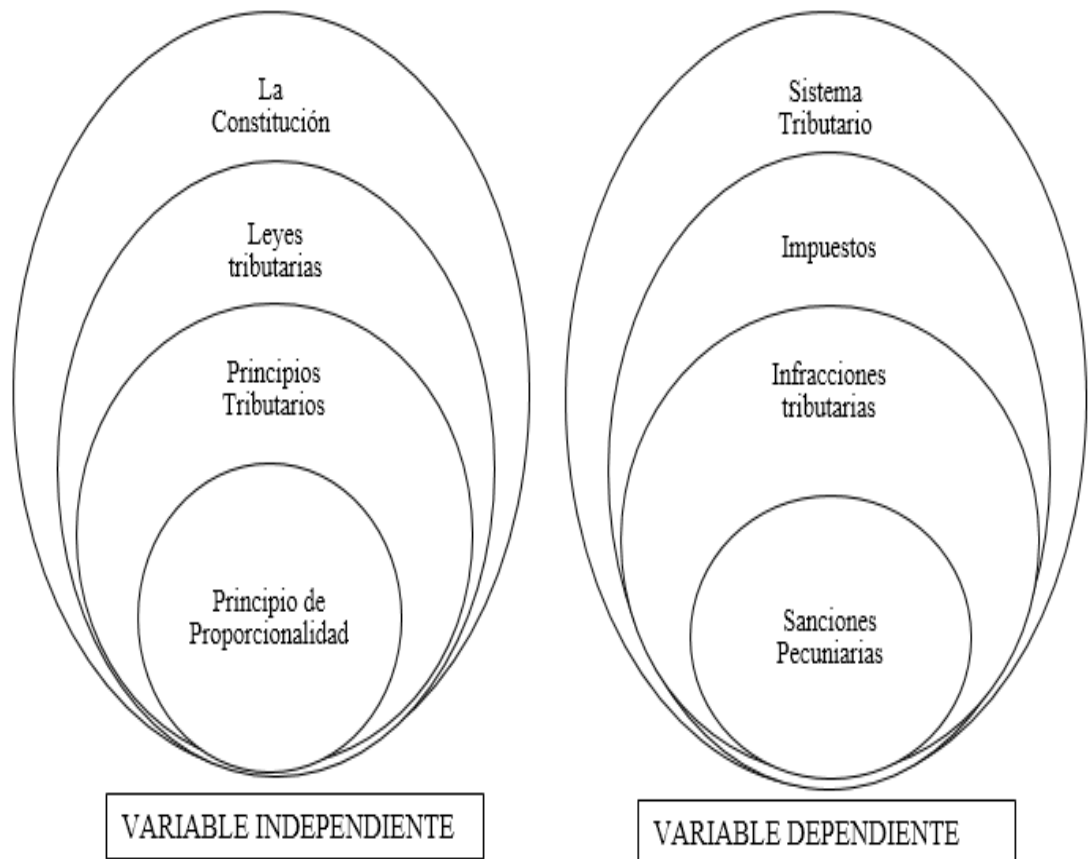 La
Constitución
Leyes
tributarias
Principios
Tributarios
Principio de
Proporcionalidad
VARIABLE INDEPENDIENTE
Sistema
Tributario
Impuestos
Infracciones
tributarias
Sanciones
Pecuniarias
VARIABLE DEPENDIENTE